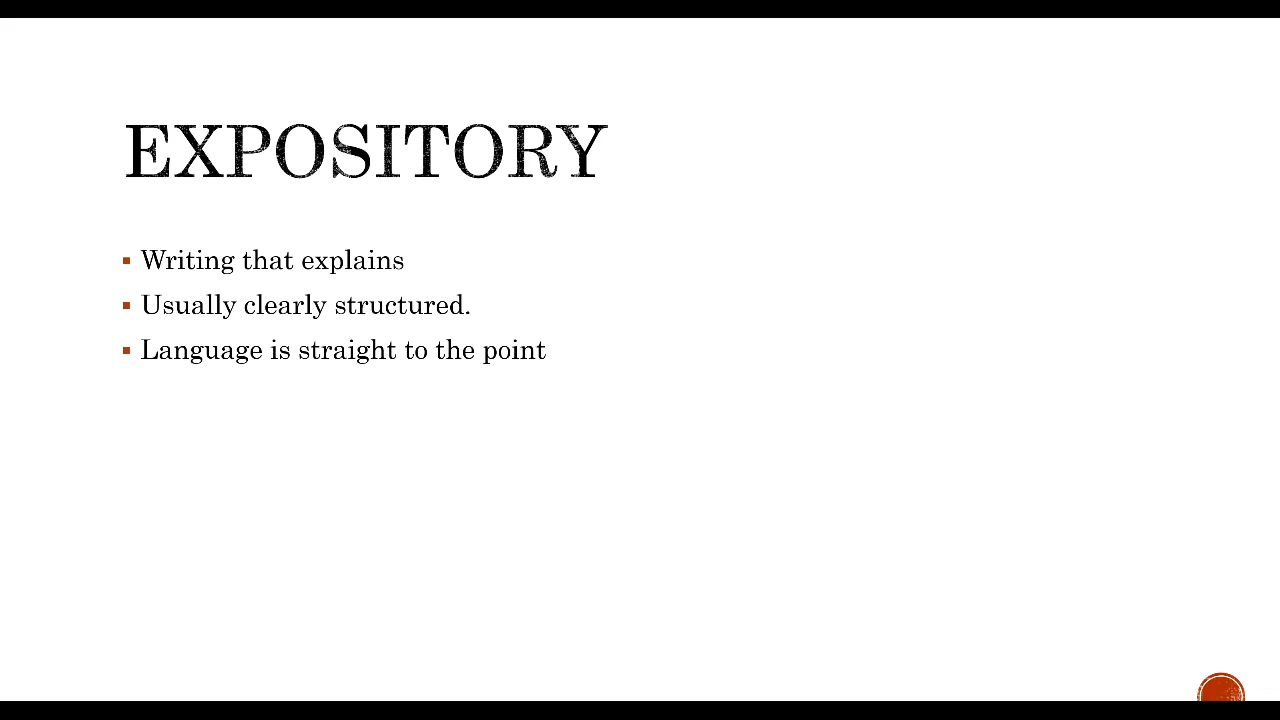 EXPOSITORY
Writing that explains
Usually clearly structured.
Language is straight to the point